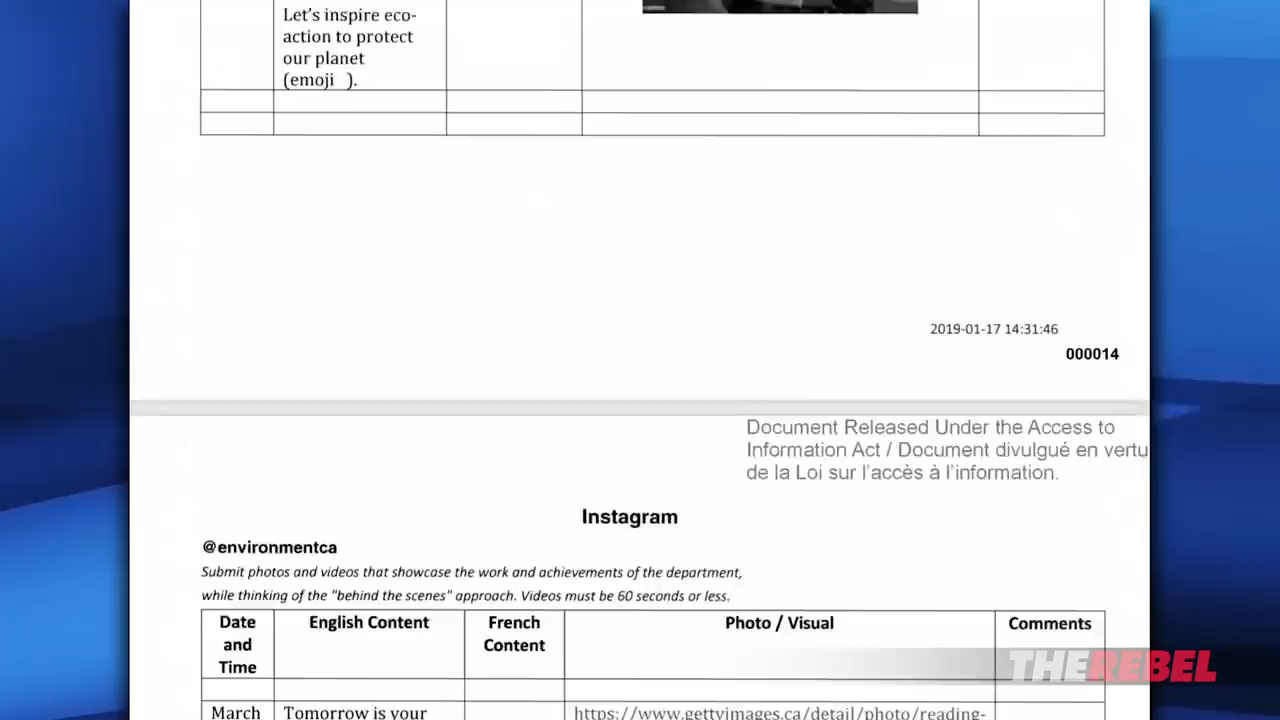 Let’s inspire eco-
action to protect
our planet
(emoji ).
2019-01-17 14:31:46
000014
Document Released Under the Access to
Information Act / Document divulgué en vertu
de la Loi sur l’accès à l’information.
Instagram
@environmentca
Submit photos and videos that showcase the work and achievements of the department,
while thinking of the "behind the scenes" approach. Videos must be 60 seconds or less.
Date and Time
English Content
French Content
Photo / Visual
Comments
THE REBEL
March
Tomorrow is your
https://www.gettyimages.ca/detail/photo/reading-